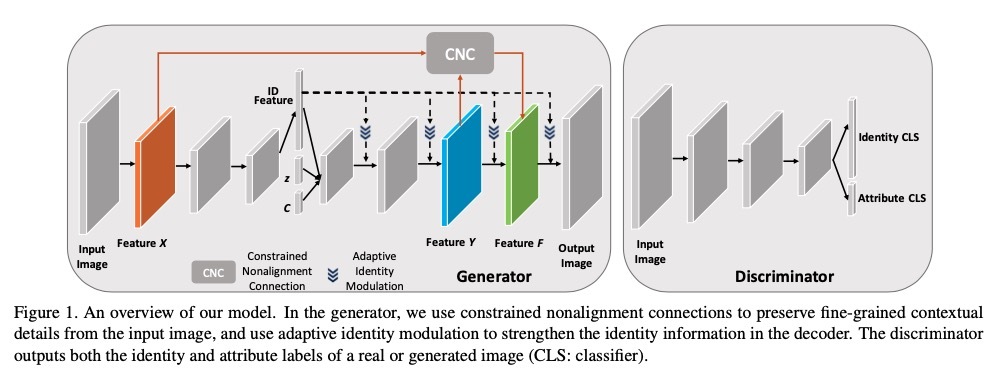 CNC
ID
Feature
z
C
Input
Image
Feature X
Feature Y
Feature F
Output
Image
CNC
Constrained
Nonalignment
Connection
Adaptive
Identity
Modulation
Generator
Identity CLS
Attribute CLS
Input
Image
Discriminator
Figure 1. An overview of our model. In the generator, we use constrained nonalignment connections to preserve fine-grained contextual
details from the input image, and use adaptive identity modulation to strengthen the identity information in the decoder. The discriminator
outputs both the identity and attribute labels of a real or generated image (CLS: classifier).